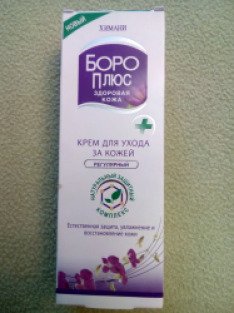 ХИМАНИ
НОВЫЙ
БОРО
ПЛЮС
ЗДОРОВАЯ
КОЖА
КРЕМ ДЛЯ УХОДА
ЗА КОЖЕЙ
РЕГУЛЯРНЫЙ
НАТУРАЛЬНЫЙ ЗАЩИТНЫЙ
КОМПЛЕКС
Естественная защита, увлажнение и
восстановление кожи